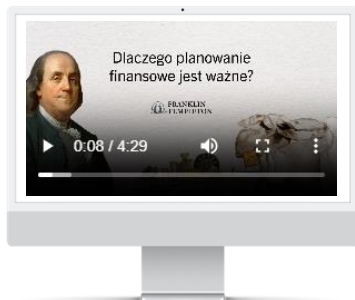 Dlaczego planowanie
finansowe jest ważne?
FRANKLIN
TEMPLETON
0:08 / 4:29